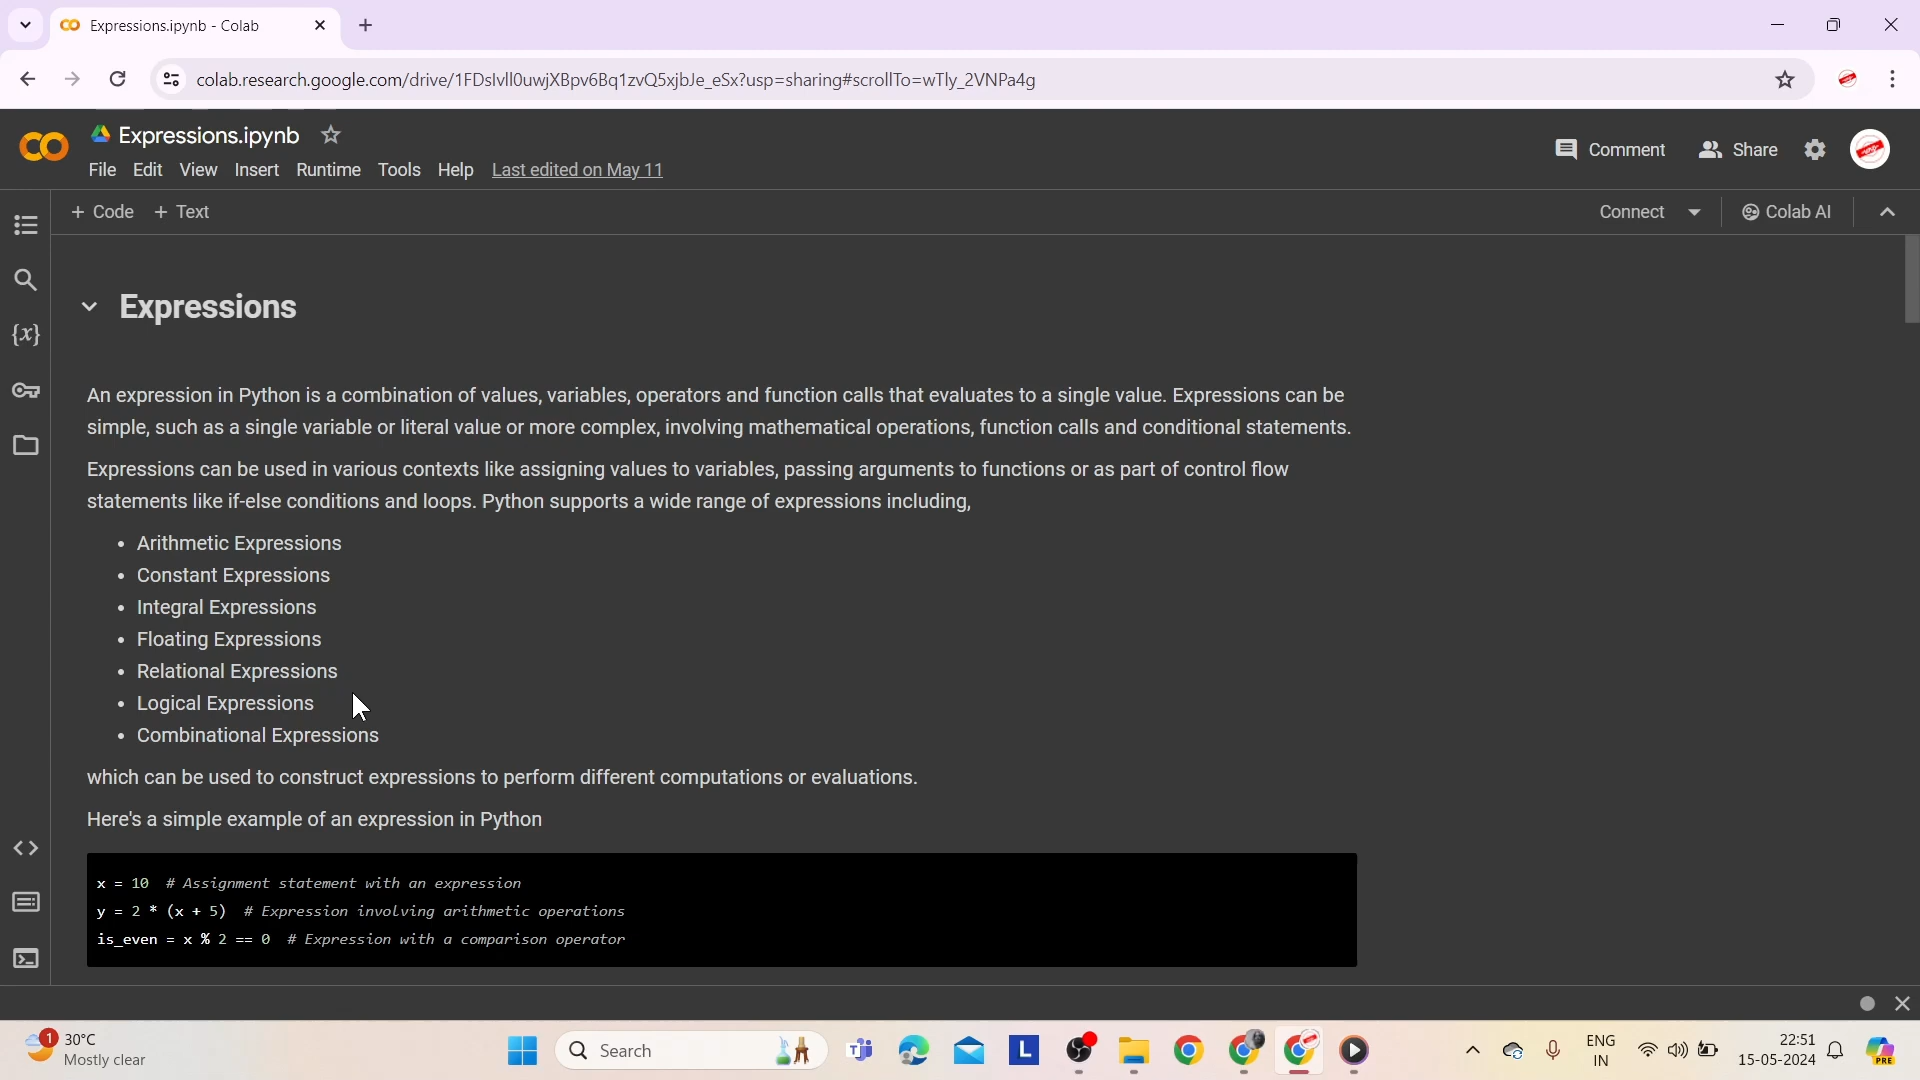 Expressions.ipynb - Colab
colab.research.google.com/drive/1FDsIvll0uwjXBpv6Bq1zvQ5xjbJe_eSx?usp=sharing#scrollTo=wTly_2VNPa4g
Expressions.ipynb
Comment Share
File Edit View Insert Runtime Tools Help Last edited on May 11
+ Code + Text Connect Colab AI
{x}
Expressions
An expression in Python is a combination of values, variables, operators and function calls that evaluates to a single value. Expressions can be
simple, such as a single variable or literal value or more complex, involving mathematical operations, function calls and conditional statements.
Expressions can be used in various contexts like assigning values to variables, passing arguments to functions or as part of control flow
statements like if-else conditions and loops. Python supports a wide range of expressions including,
• Arithmetic Expressions
• Constant Expressions
• Integral Expressions
• Floating Expressions
• Relational Expressions
• Logical Expressions
• Combinational Expressions
which can be used to construct expressions to perform different computations or evaluations.
Here's a simple example of an expression in Python
x = 10 # Assignment statement with an expression
y = 2 * (x + 5) # Expression involving arithmetic operations
is_even = x % 2 == 0 # Expression with a comparison operator
1
30°C
Mostly clear
Search
L
ENG
IN
22:51
15-05-2024
PRE